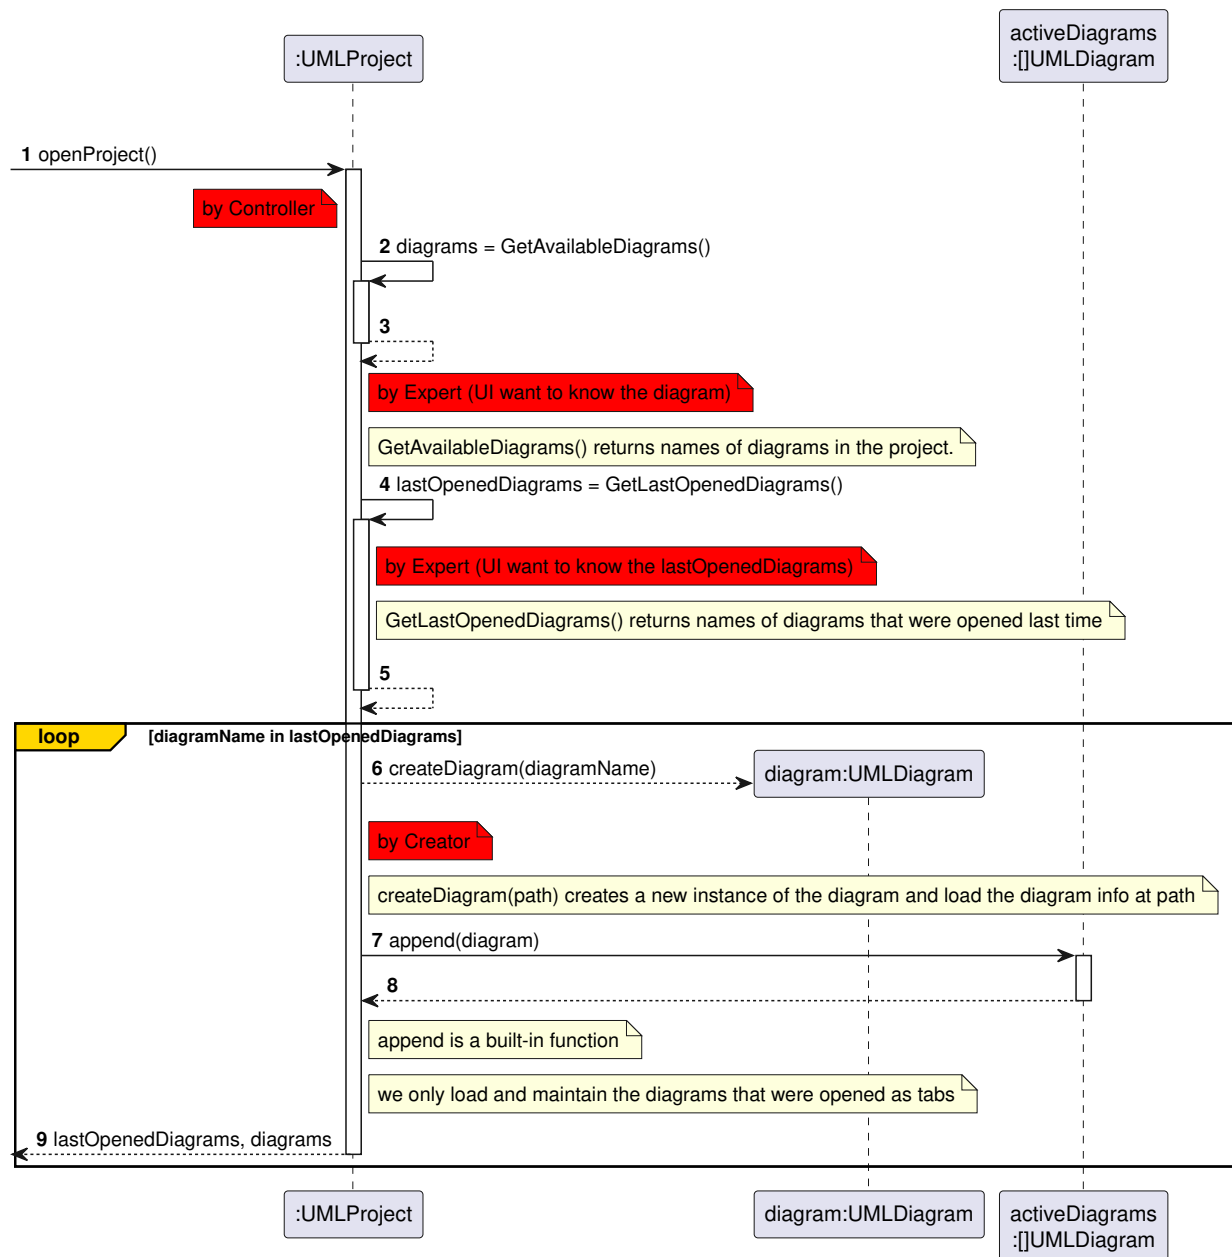 :UMLProject
activeDiagrams
:[]UMLDiagram
1 openProject()
by Controller
2 diagrams = GetAvailableDiagrams()
3
by Expert (UI want to know the diagram)
GetAvailableDiagrams() returns names of diagrams in the project.
4 lastOpenedDiagrams = GetLastOpenedDiagrams()
by Expert (UI want to know the lastOpenedDiagrams)
GetLastOpenedDiagrams() returns names of diagrams that were opened last time
5
loop [diagramName in lastOpenedDiagrams]
6 createDiagram(diagramName)
diagram:UMLDiagram
by Creator
createDiagram(path) creates a new instance of the diagram and load the diagram info at path
7 append(diagram)
8
append is a built-in function
we only load and maintain the diagrams that were opened as tabs
9 lastOpenedDiagrams, diagrams
:UMLProject
diagram:UMLDiagram
activeDiagrams
:[]UMLDiagram